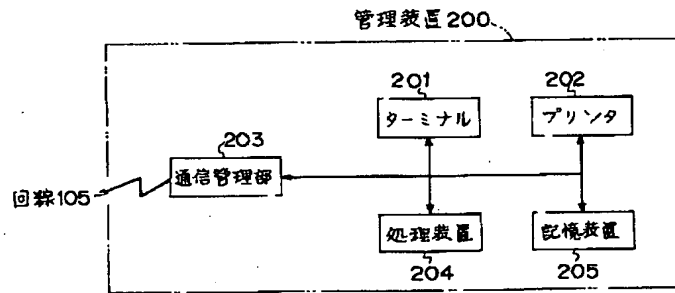 管理装置200
201
ターミナル
202
プリンタ
203
通信管理部
回線105
処理装置
204
記憶装置
205